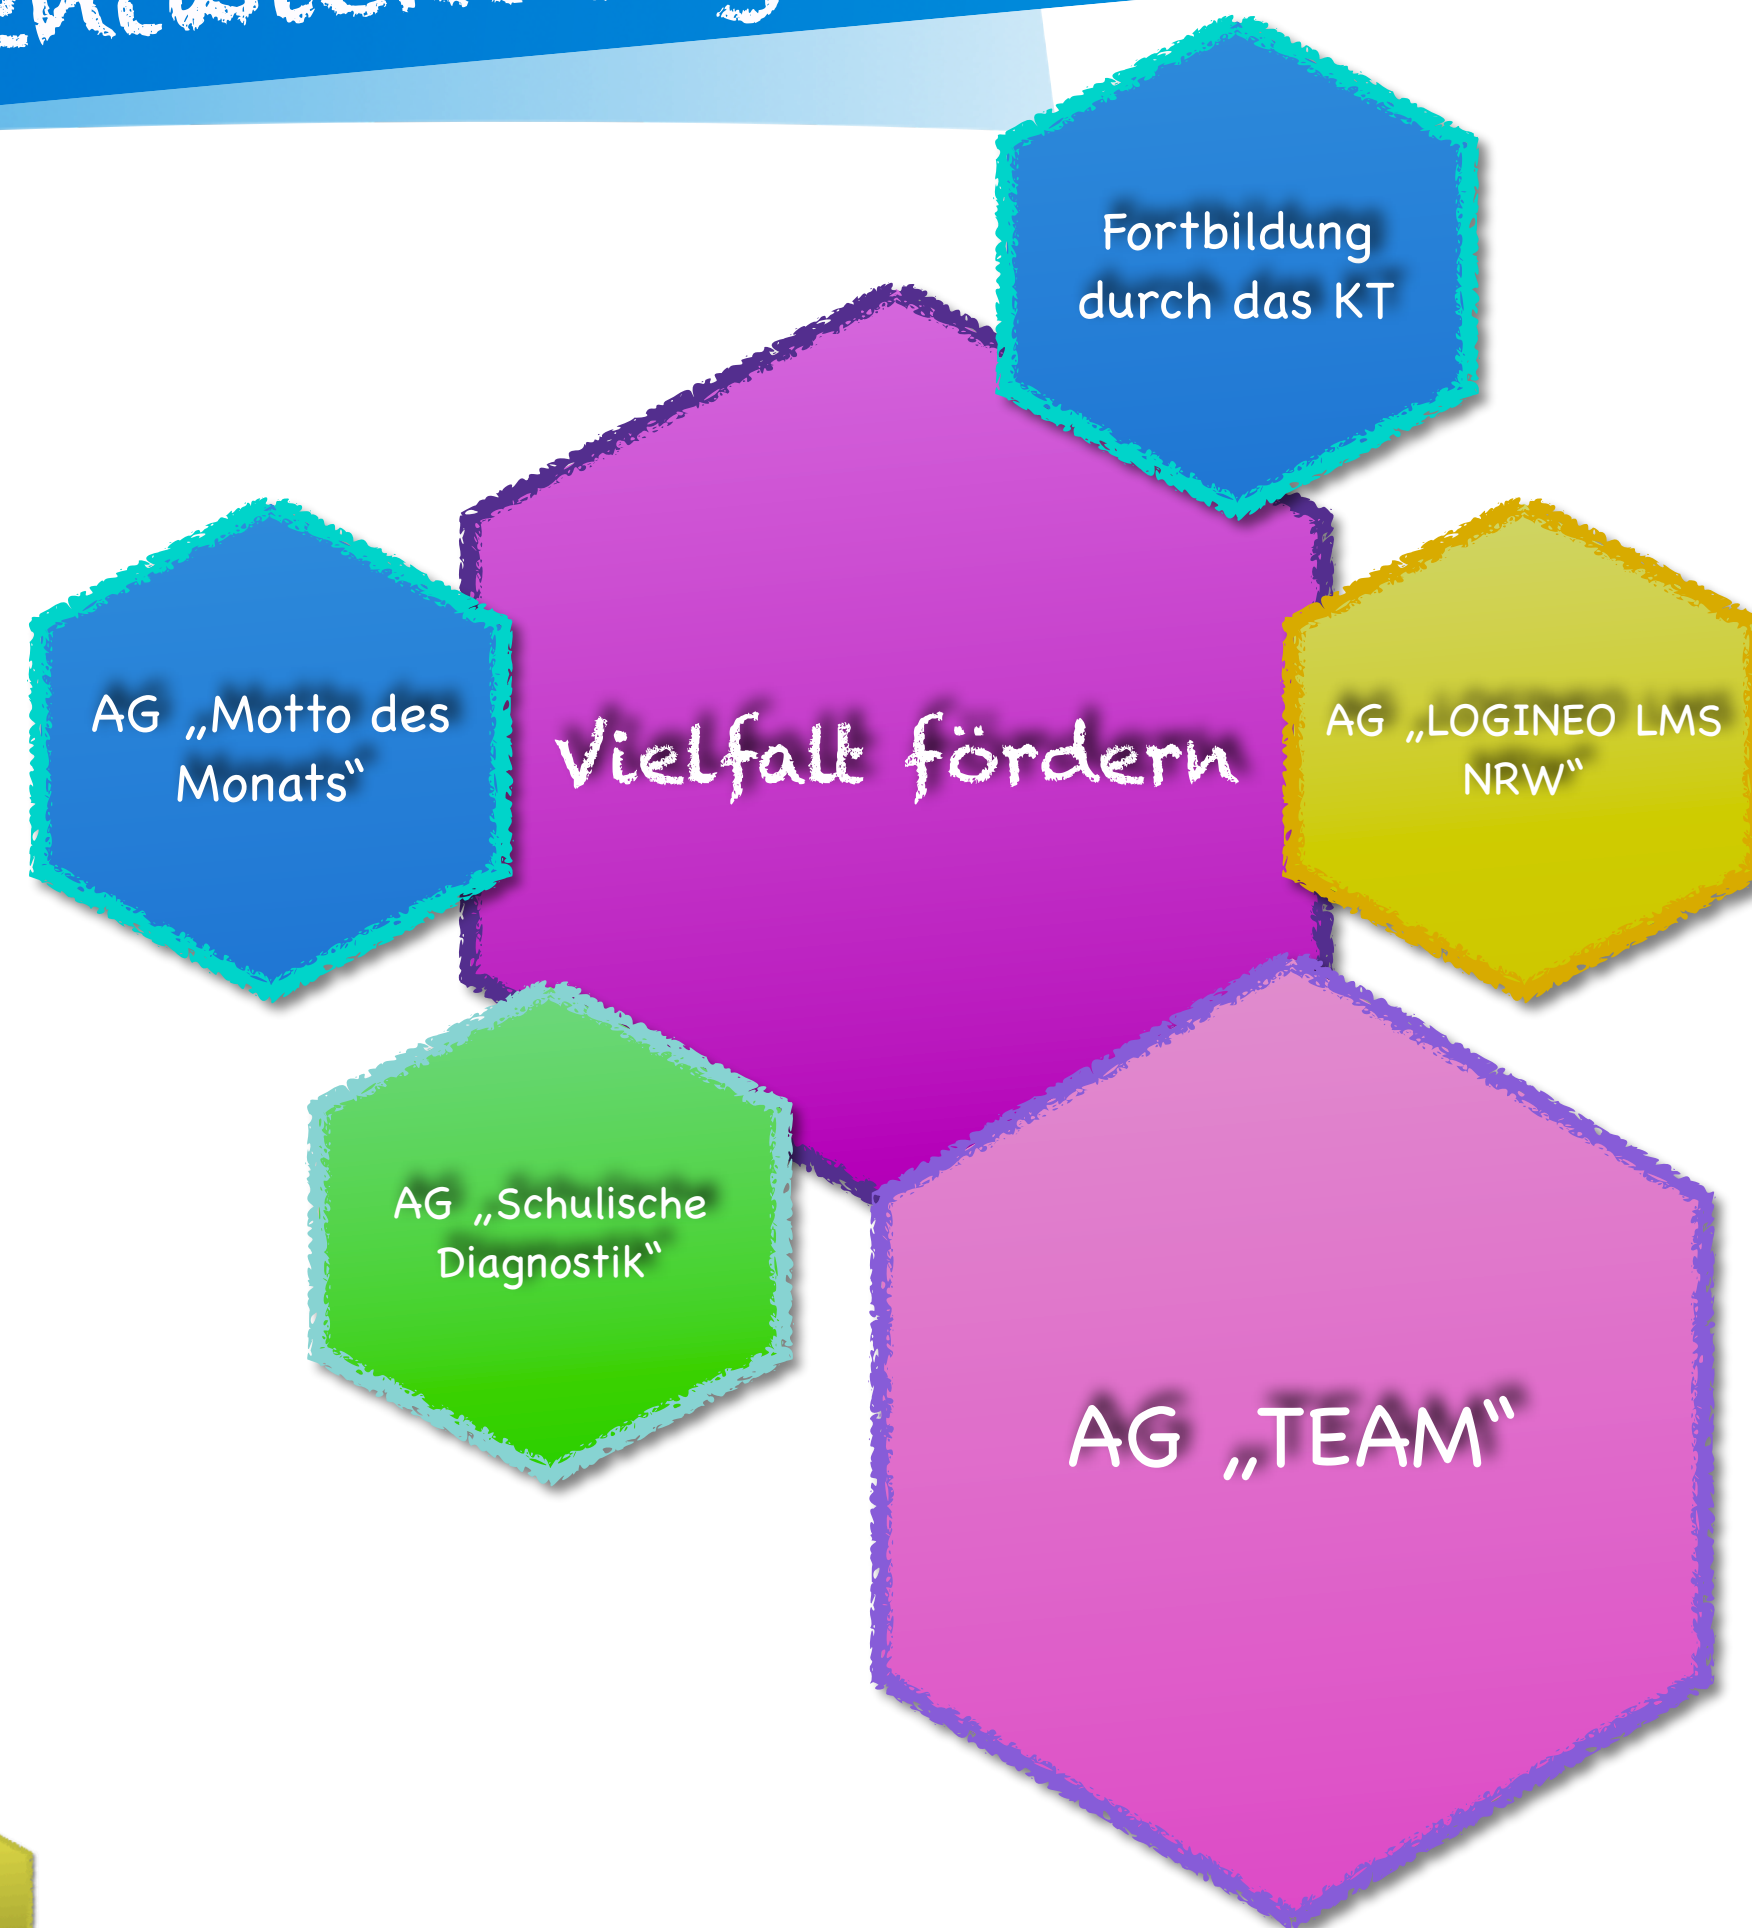 Fortbildung
durch das KT
AG „Motto des
Monats“
Vielfalt fördern
AG „LOGINEO LMS
NRW“
AG „Schulische
Diagnostik“
AG „TEAM“